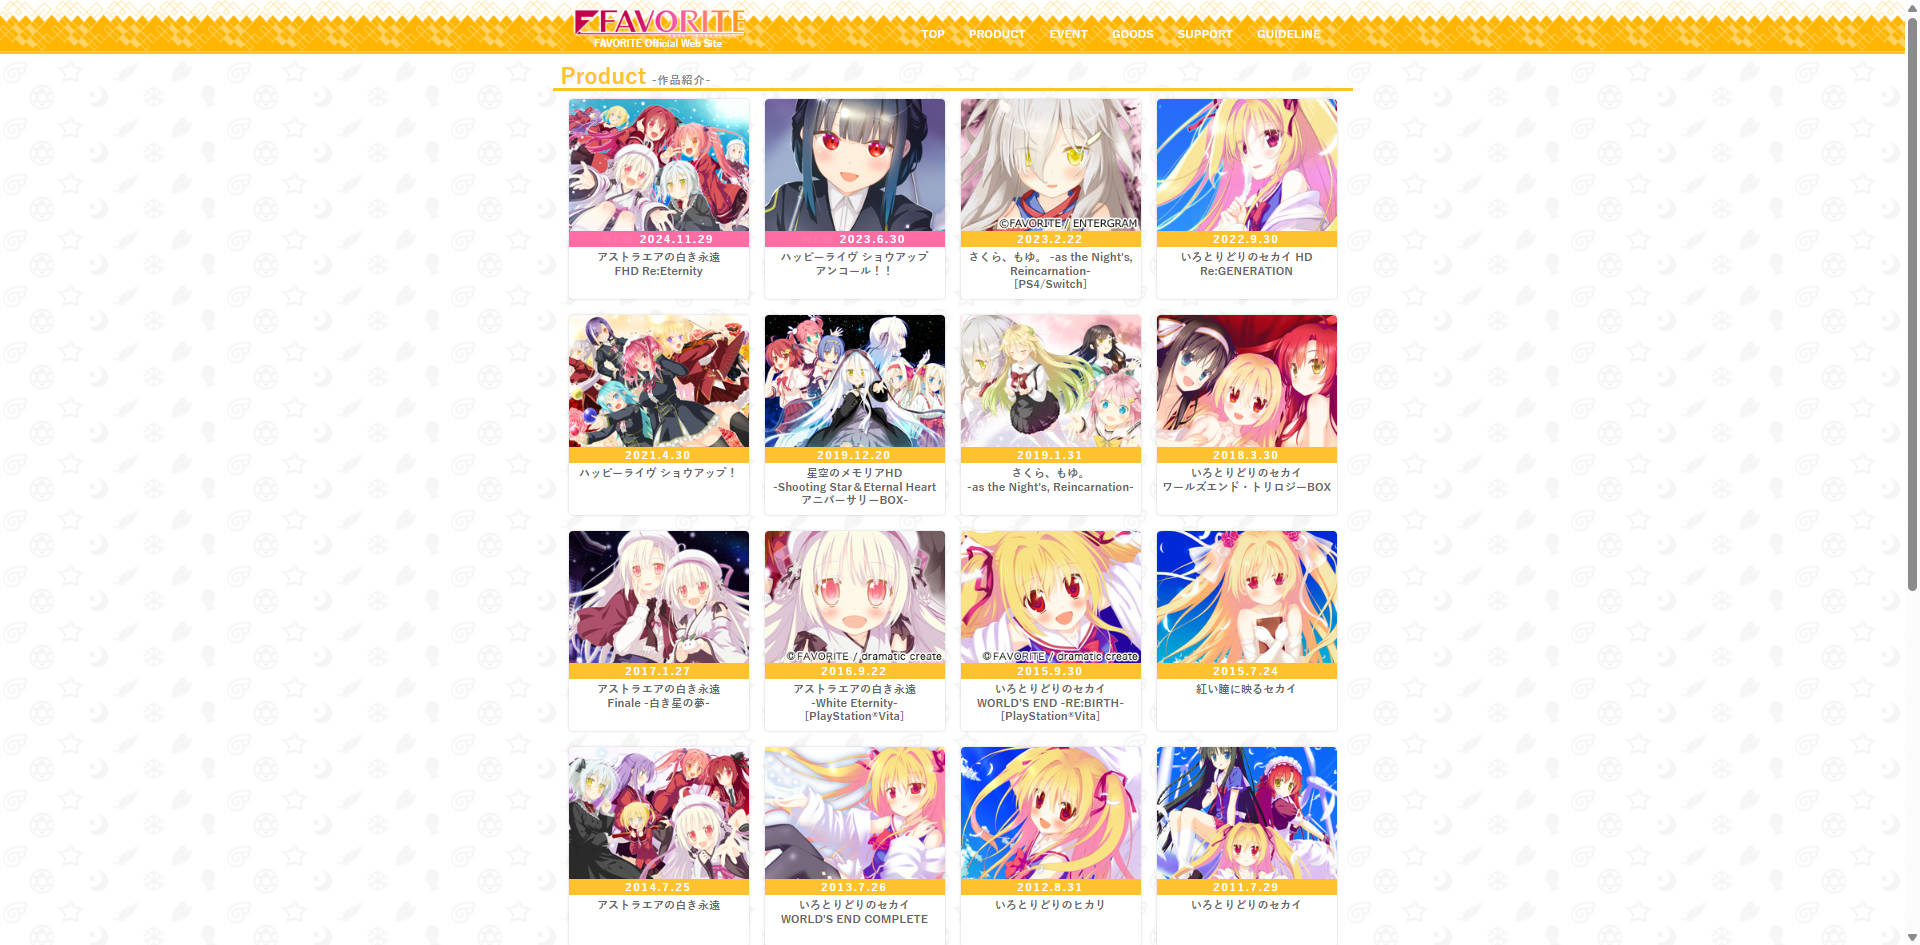 FAVORITE
FAVORITE Official Web Site
TOP PRODUCT EVENT GOODS SUPPORT GUIDELINE
Product -作品紹介-
©FAVORITE / ENTERGRAM
2024.11.29 2023.6.30 2023.2.22 2022.9.30
アストラエアの白き永遠
FHD Re:Eternity
ハッピーライヴ ショウアップ
アンコール！！
さくら、もゆ。 -as the Night's,
Reincarnation-
[PS4/Switch]
いろとりどりのセカイ HD
Re:GENERATION
2021.4.30 2019.12.20 2019.1.31 2018.3.30
ハッピーライヴ ショウアップ！
星空のメモリアHD
-Shooting Star＆Eternal Heart
アニバーサリーBOX-
さくら、もゆ。
-as the Night's, Reincarnation-
いろとりどりのセカイ
ワールズエンド・トリロジーBOX
©FAVORITE / dramatic create
©FAVORITE / dramatic create
2017.1.27 2016.9.22 2015.9.30 2015.7.24
アストラエアの白き永遠
Finale -白き星の夢-
アストラエアの白き永遠
-White Eternity-
[PlayStation®Vita]
いろとりどりのセカイ
WORLD'S END -RE:BIRTH-
[PlayStation®Vita]
紅い瞳に映るセカイ
2014.7.25 2013.7.26 2012.8.31 2011.7.29
アストラエアの白き永遠
いろとりどりのセカイ
WORLD'S END COMPLETE
いろとりどりのヒカリ
いろとりどりのセカイ